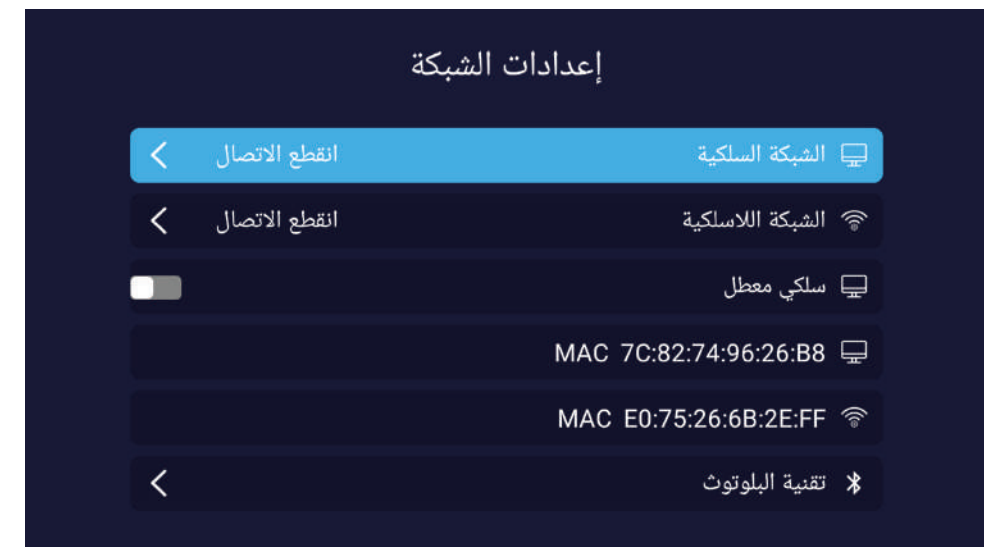 إعدادات الشبكة
الشبكة السلكية انقطع الاتصال
الشبكة اللاسلكية انقطع الاتصال
سلكي معطل
MAC 7C:82:74:96:26:B8
MAC E0:75:26:6B:2E:FF
تقنية البلوتوث